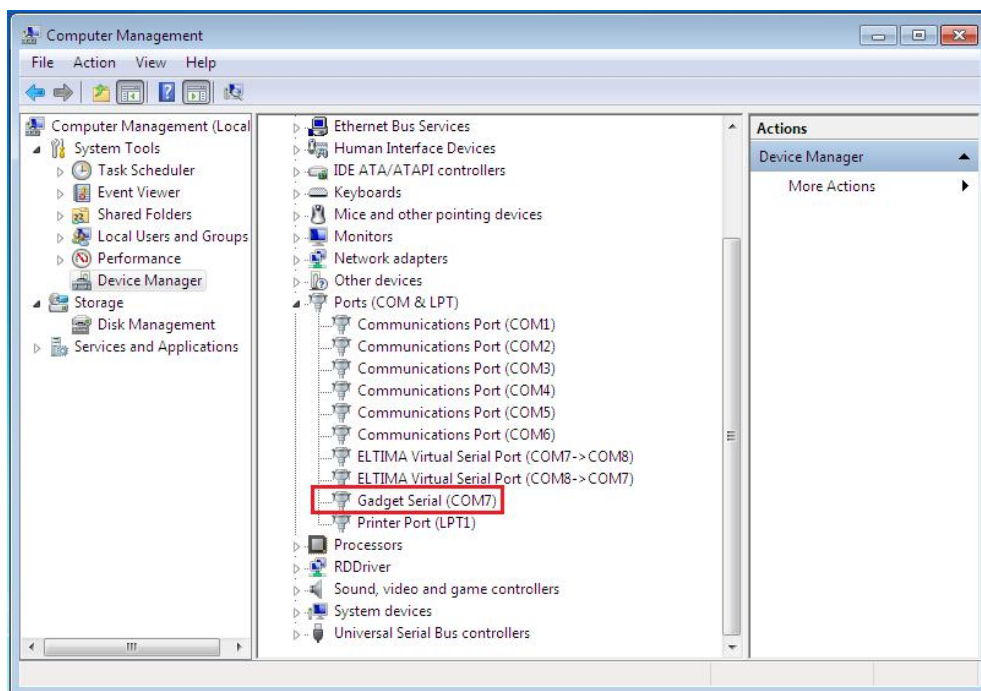 Computer Management
File Action View Help
Computer Management (Local
System Tools
Task Scheduler
Event Viewer
Shared Folders
Local Users and Groups
Performance
Device Manager
Storage
Disk Management
Services and Applications
Ethernet Bus Services
Human Interface Devices
IDE ATA/ATAPI controllers
Keyboards
Mice and other pointing devices
Monitors
Network adapters
Other devices
Ports (COM & LPT)
Communications Port (COM1)
Communications Port (COM2)
Communications Port (COM3)
Communications Port (COM4)
Communications Port (COM5)
Communications Port (COM6)
ELTIMA Virtual Serial Port (COM7->COM8)
ELTIMA Virtual Serial Port (COM8->COM7)
Gadget Serial (COM7)
Printer Port (LPT1)
Processors
RDDriver
Sound, video and game controllers
System devices
Universal Serial Bus controllers
Actions
Device Manager
More Actions